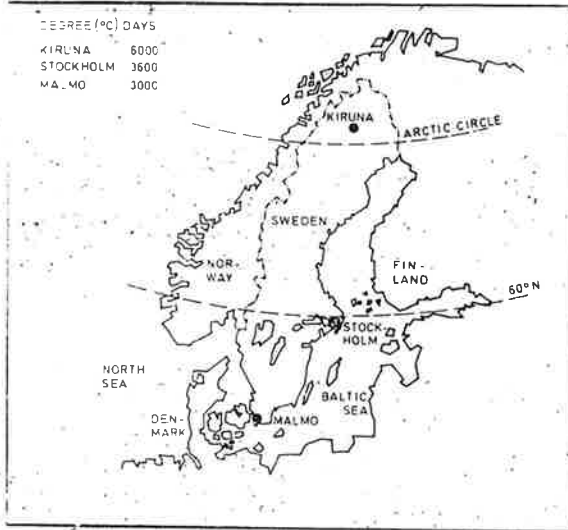 DEGREE (°C) DAYS
KIRUNA 6000
STOCKHOLM 3600
MALMO 3000
KIRUNA
ARCTIC CIRCLE
SWEDEN
NOR-
WAY
FIN-
LAND
60°N
STOCK-
HOLM
NORTH
SEA
BALTIC
SEA
DEN-
MARK
MALMO